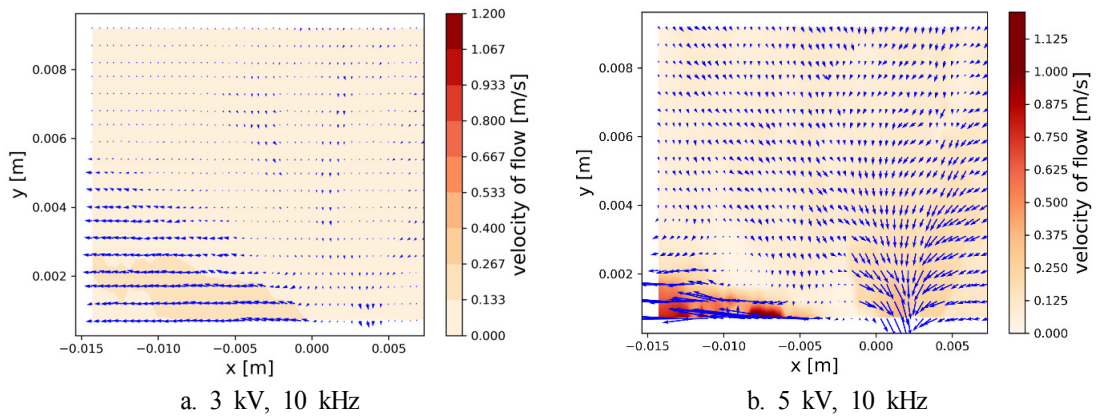 1.200
1.067
0.933
0.800
0.667
0.533
0.400
0.267
0.133
0.000
velocity of flow [m/s]
0.008
0.006
0.004
0.002
y [m]
−0.015 −0.010 −0.005 0.000 0.005
x [m]
a. 3 kV, 10 kHz
1.125
1.000
0.875
0.750
0.625
0.500
0.375
0.250
0.125
0.000
velocity of flow [m/s]
0.008
0.006
0.004
0.002
y [m]
−0.015 −0.010 −0.005 0.000 0.005
x [m]
b. 5 kV, 10 kHz